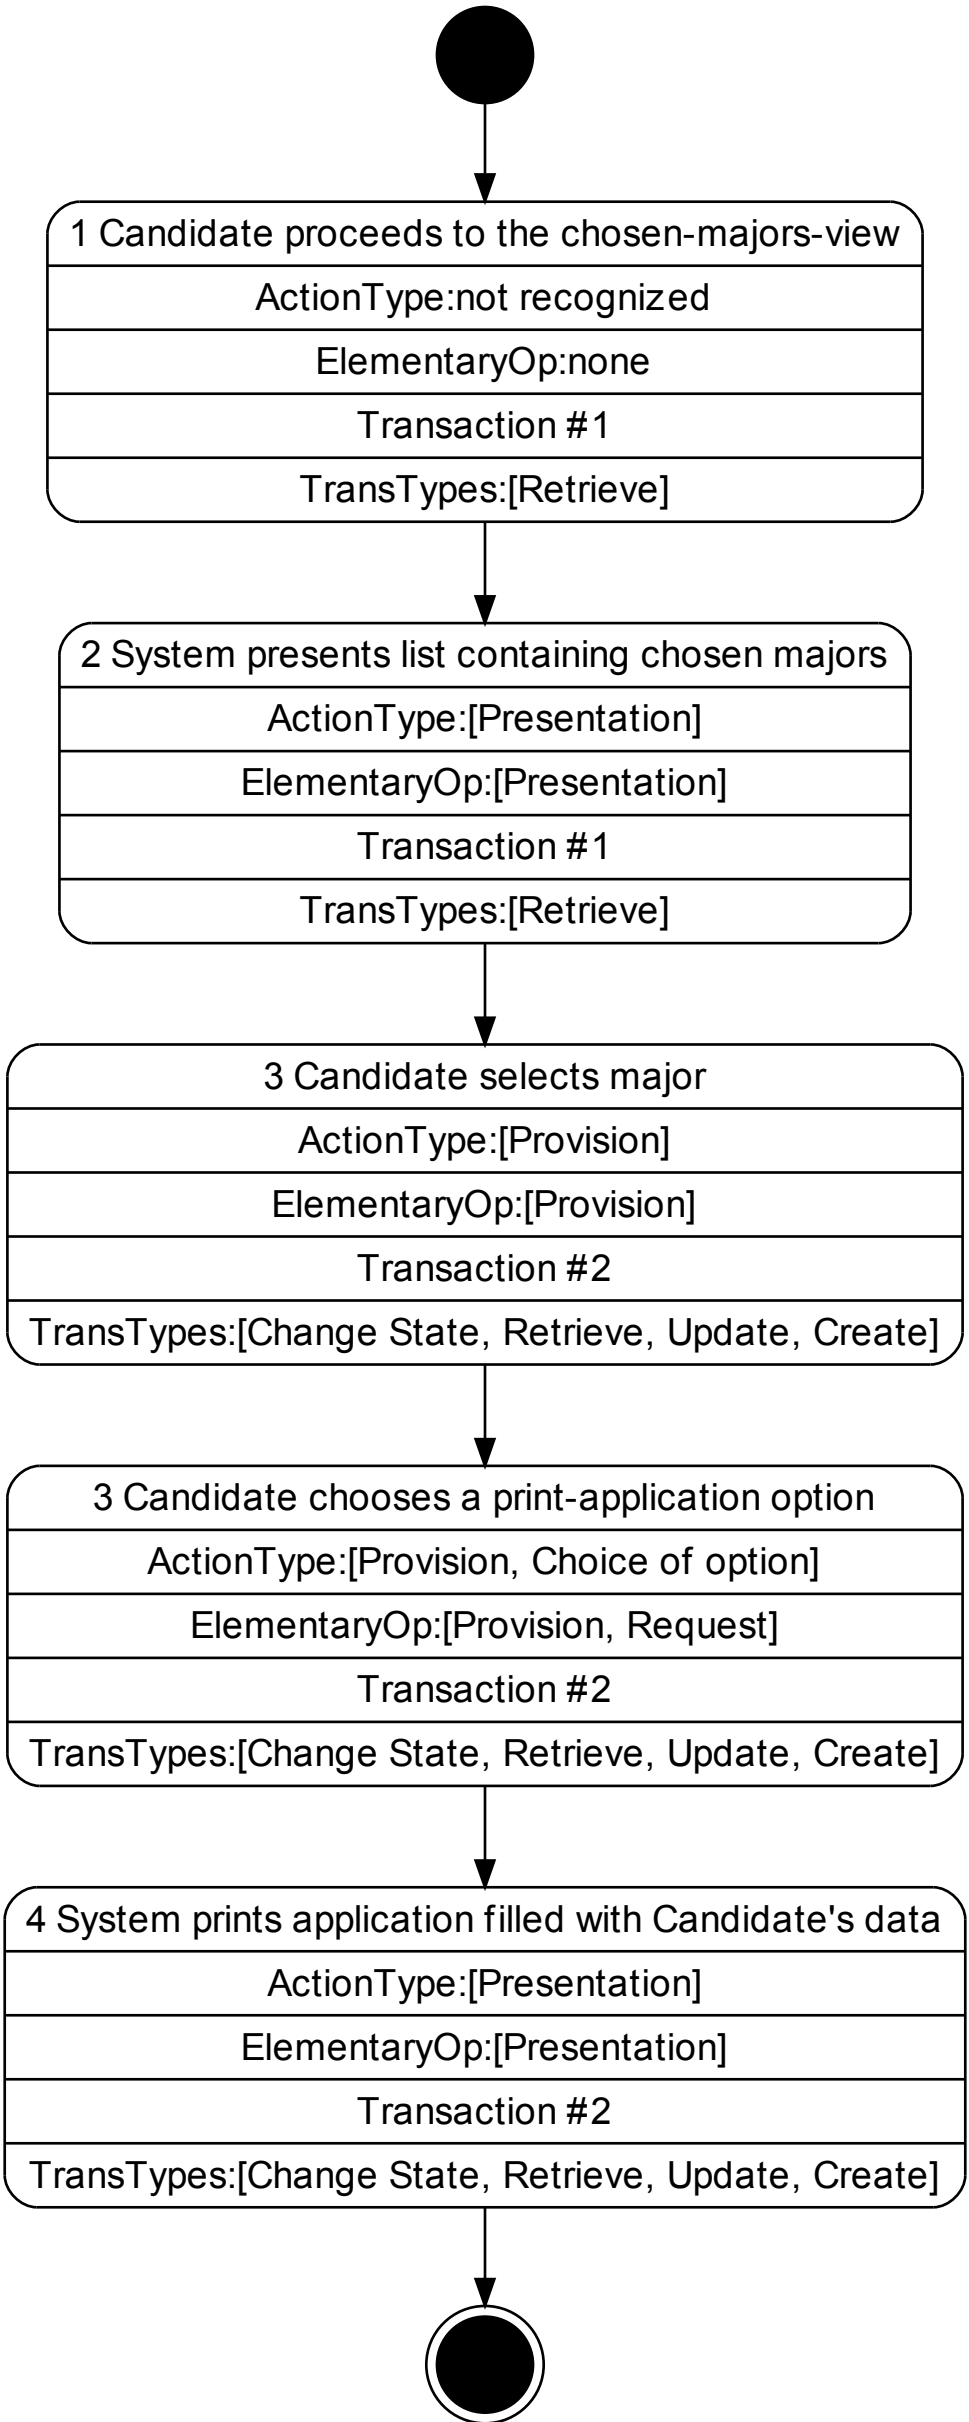 1 Candidate proceeds to the chosen-majors-view
ActionType:not recognized
ElementaryOp:none
Transaction #1
TransTypes:[Retrieve]
2 System presents list containing chosen majors
ActionType:[Presentation]
ElementaryOp:[Presentation]
Transaction #1
TransTypes:[Retrieve]
3 Candidate selects major
ActionType:[Provision]
ElementaryOp:[Provision]
Transaction #2
TransTypes:[Change State, Retrieve, Update, Create]
3 Candidate chooses a print-application option
ActionType:[Provision, Choice of option]
ElementaryOp:[Provision, Request]
Transaction #2
TransTypes:[Change State, Retrieve, Update, Create]
4 System prints application filled with Candidate's data
ActionType:[Presentation]
ElementaryOp:[Presentation]
Transaction #2
TransTypes:[Change State, Retrieve, Update, Create]